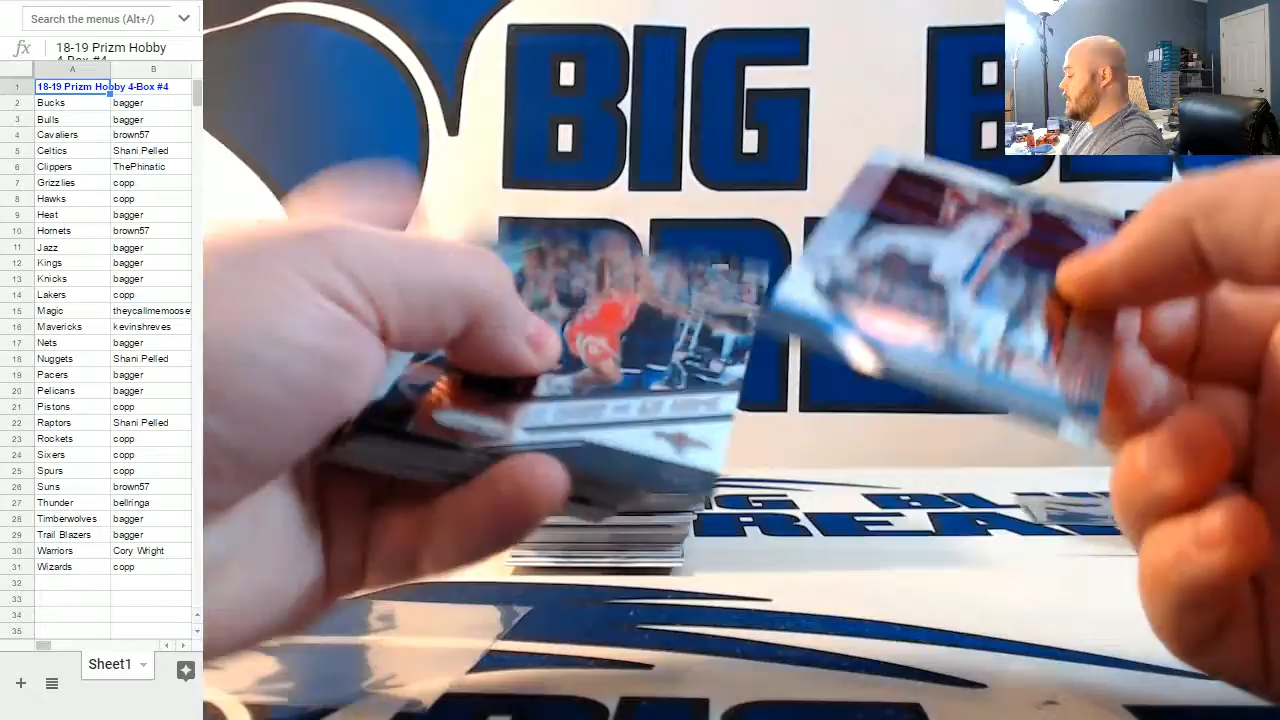 Search the menus (Alt+/)
fx 18-19 Prizm Hobby
A B
1 18-19 Prizm Hobby 4-Box #4
2 Bucks bagger
3 Bulls bagger
4 Cavaliers brown57
5 Celtics Shani Pelled
6 Clippers ThePhinatic
7 Grizzlies copp
8 Hawks copp
9 Heat bagger
10 Hornets brown57
11 Jazz bagger
12 Kings bagger
13 Knicks bagger
14 Lakers copp
15 Magic theycallmemoose
16 Mavericks kevinshreves
17 Nets bagger
18 Nuggets Shani Pelled
19 Pacers bagger
20 Pelicans bagger
21 Pistons copp
22 Raptors Shani Pelled
23 Rockets copp
24 Sixers copp
25 Spurs copp
26 Suns brown57
27 Thunder bellringa
28 Timberwolves bagger
29 Trail Blazers bagger
30 Warriors Cory Wright
31 Wizards copp
32
33
34
35
Sheet1
BIG B
BIG